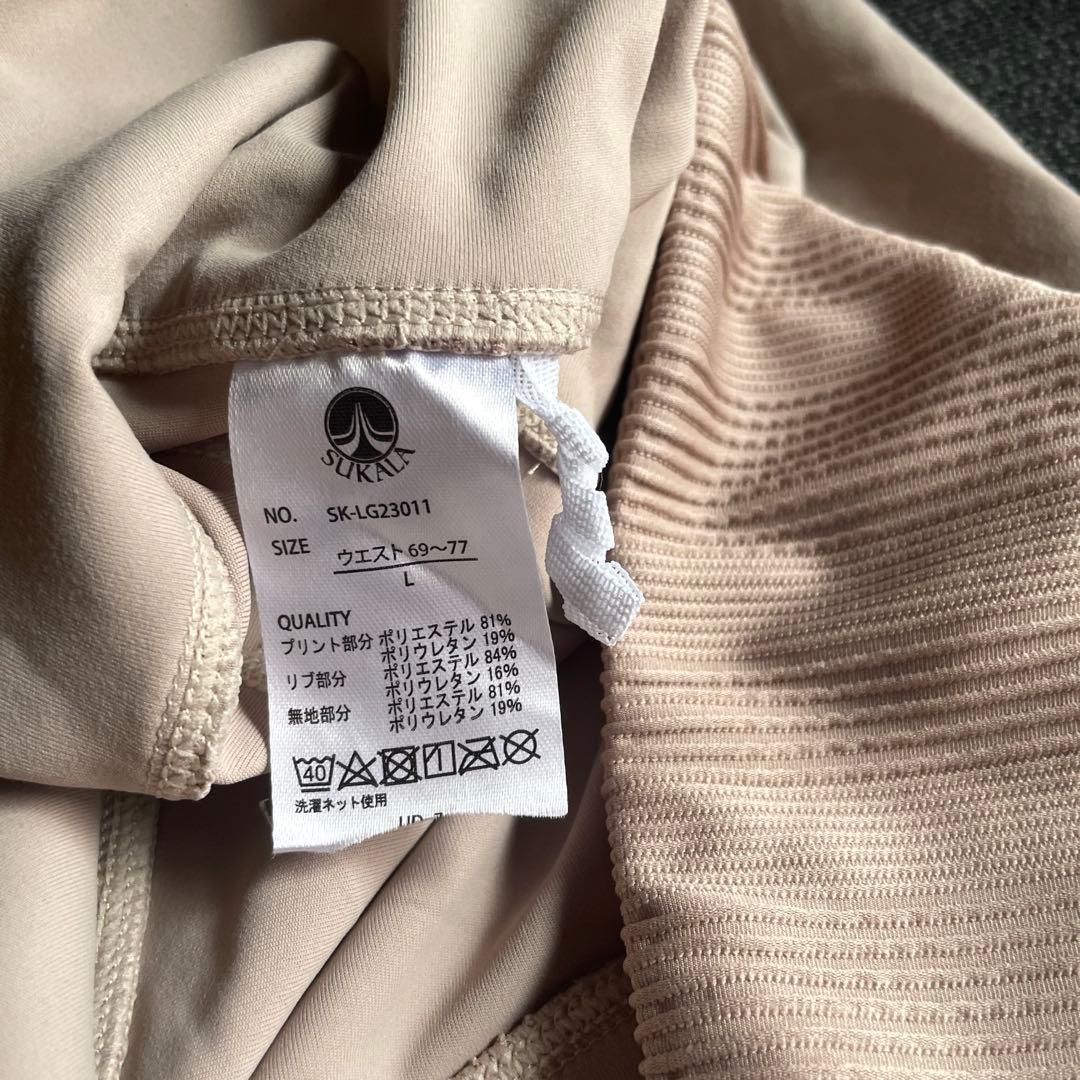 SUKALA
NO. SK-LG23011
SIZE ウエスト 69～77
L
QUALITY
プリント部分 ポリエステル 81%
ポリウレタン 19%
リブ部分 ポリエステル 84%
ポリウレタン 16%
無地部分 ポリエステル 81%
ポリウレタン 19%
40
洗濯ネット使用